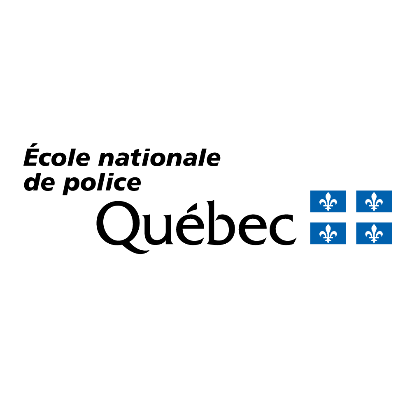 École nationale
de police
Québec